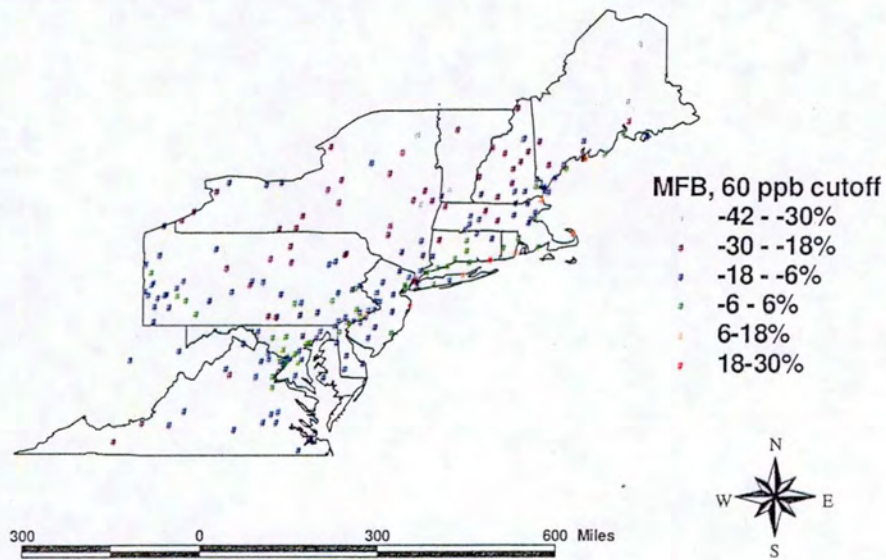 MFB, 60 ppb cutoff
-42 - -30%
-30 - -18%
-18 - -6%
-6 - 6%
6-18%
18-30%
N
W E
S
300 0 300 600 Miles